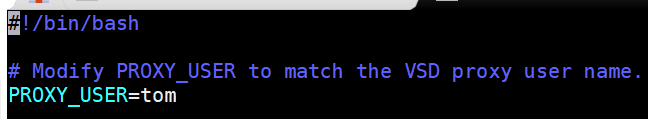 #!/bin/bash
# Modify PROXY_USER to match the VSD proxy user name.
PROXY_USER=tom